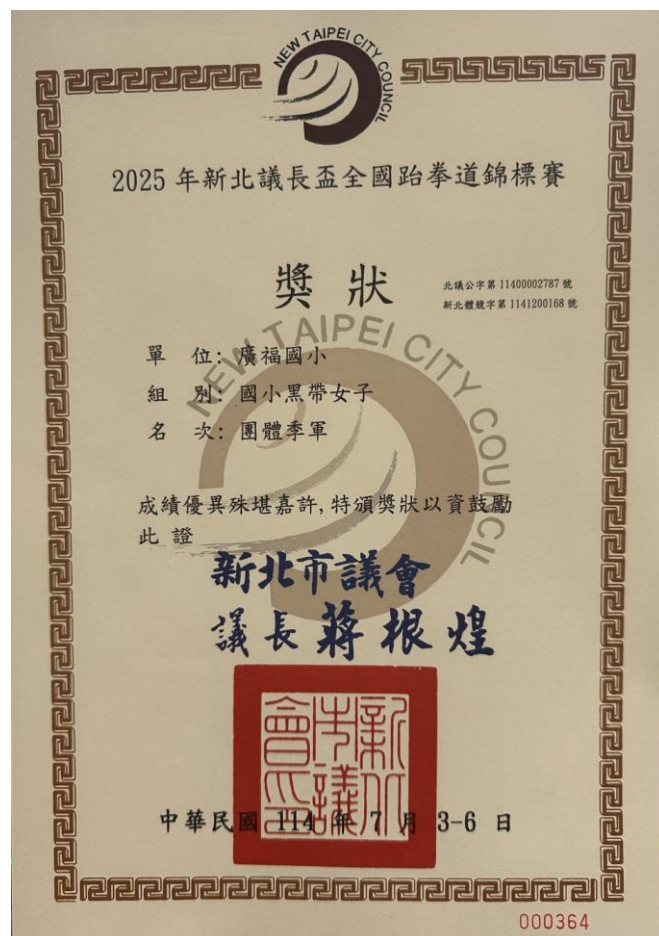 NEW TAIPEI CITY COUNCIL
2025 年新北議長盃全國跆拳道錦標賽
獎 狀
北議公字第 11400002787 號
新北體競字第 1141200168 號
NEW TAIPEI CITY COUNCIL
單 位: 廣福國小
組 別: 國小黑帶女子
名 次: 團體季軍
成績優異殊堪嘉許,特頒獎狀以資鼓勵
此 證
新北市議會
議長蔣根煌
新北市議會印
中華民國 114 年 7 月 3-6 日
000364